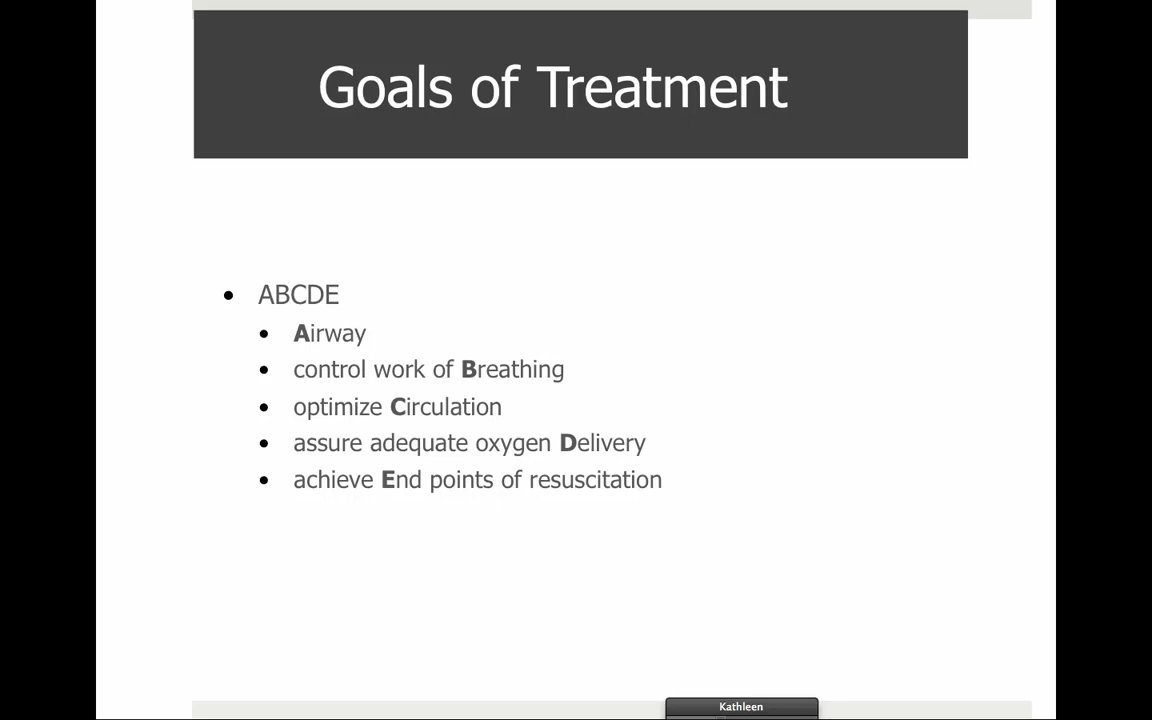 Goals of Treatment
• ABCDE
• Airway
• control work of Breathing
• optimize Circulation
• assure adequate oxygen Delivery
• achieve End points of resuscitation
Kathleen